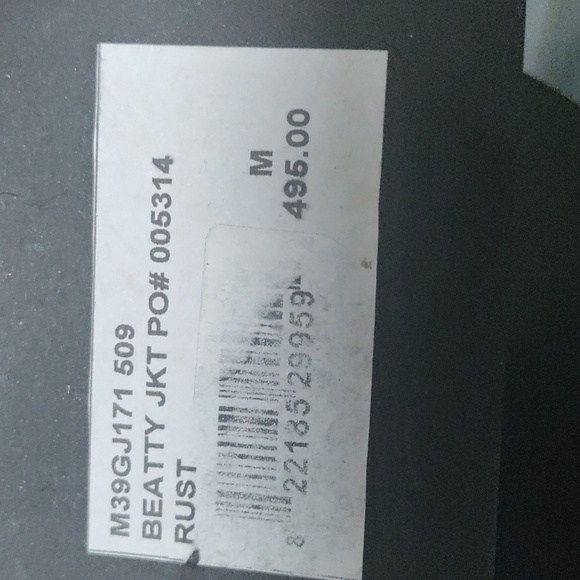 M39GJ171 509
BEATTY JKT PO# 005314
RUST
M
495.00
8 22185 29959